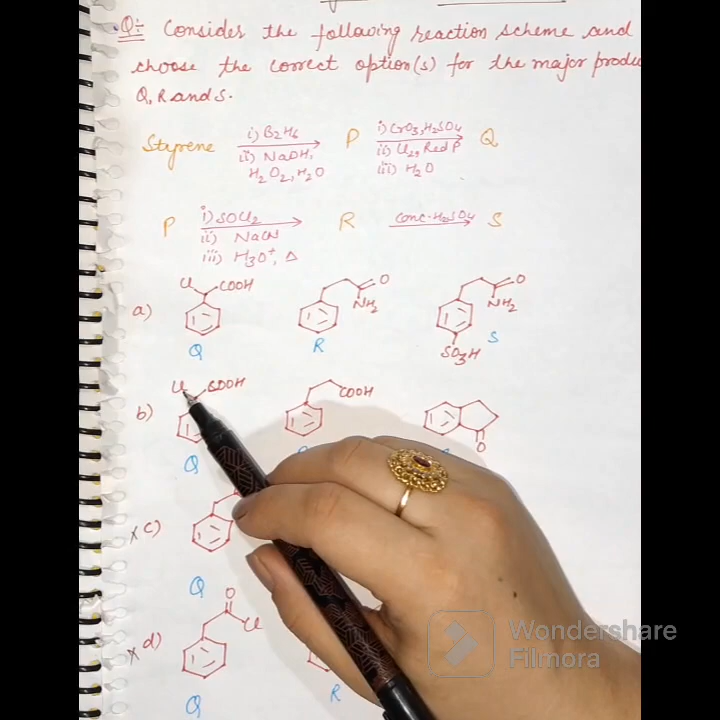 Q:- Consider the following reaction scheme and
choose the correct option(s) for the major produ
Q, R and S.
Styrene i) B2H6 ii) NaOH, H2O2, H2O P i) CrO3, H2SO4 ii) Cl2, Red P iii) H2O Q
P i) SOCl2 ii) NaCN iii) H3O+, Δ R Conc. H2SO4 S
a) Cl COOH Q O NH2 R O NH2 SO3H S
b) Cl COOH Q COOH O
x c) Q
x d) O Cl Q R
Wondershare
Filmora